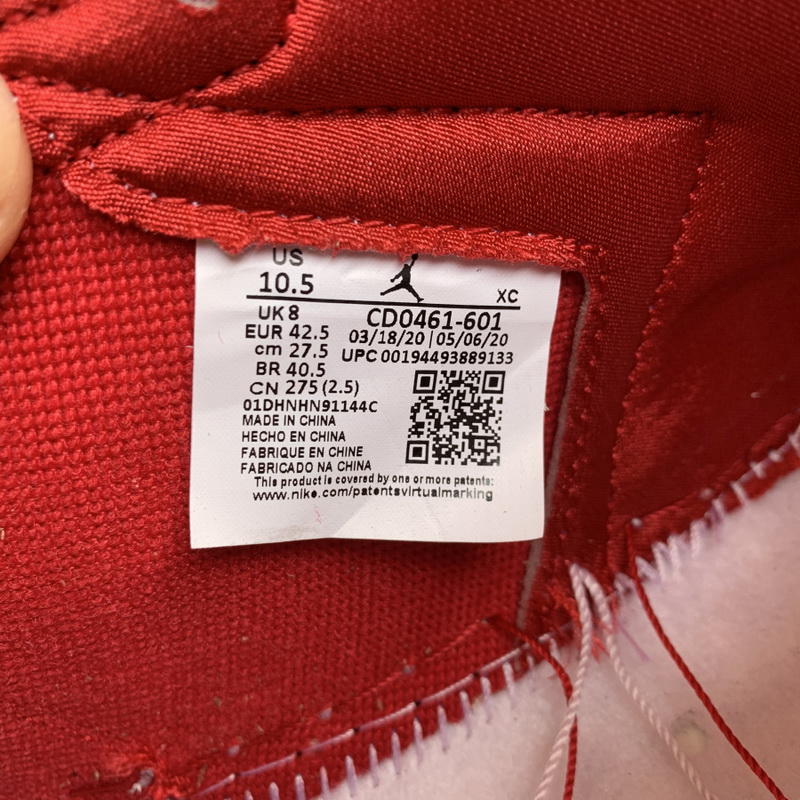 US
10.5
XC
UK 8
CD0461-601
EUR 42.5
03/18/20 | 05/06/20
cm 27.5
UPC 00194493889133
BR 40.5
CN 275 (2.5)
01DHNHN91144C
MADE IN CHINA
HECHO EN CHINA
FABRIQUE EN CHINE
FABRICADO NA CHINA
This product is covered by one or more patents:
www.nike.com/patentsvirtualmarking